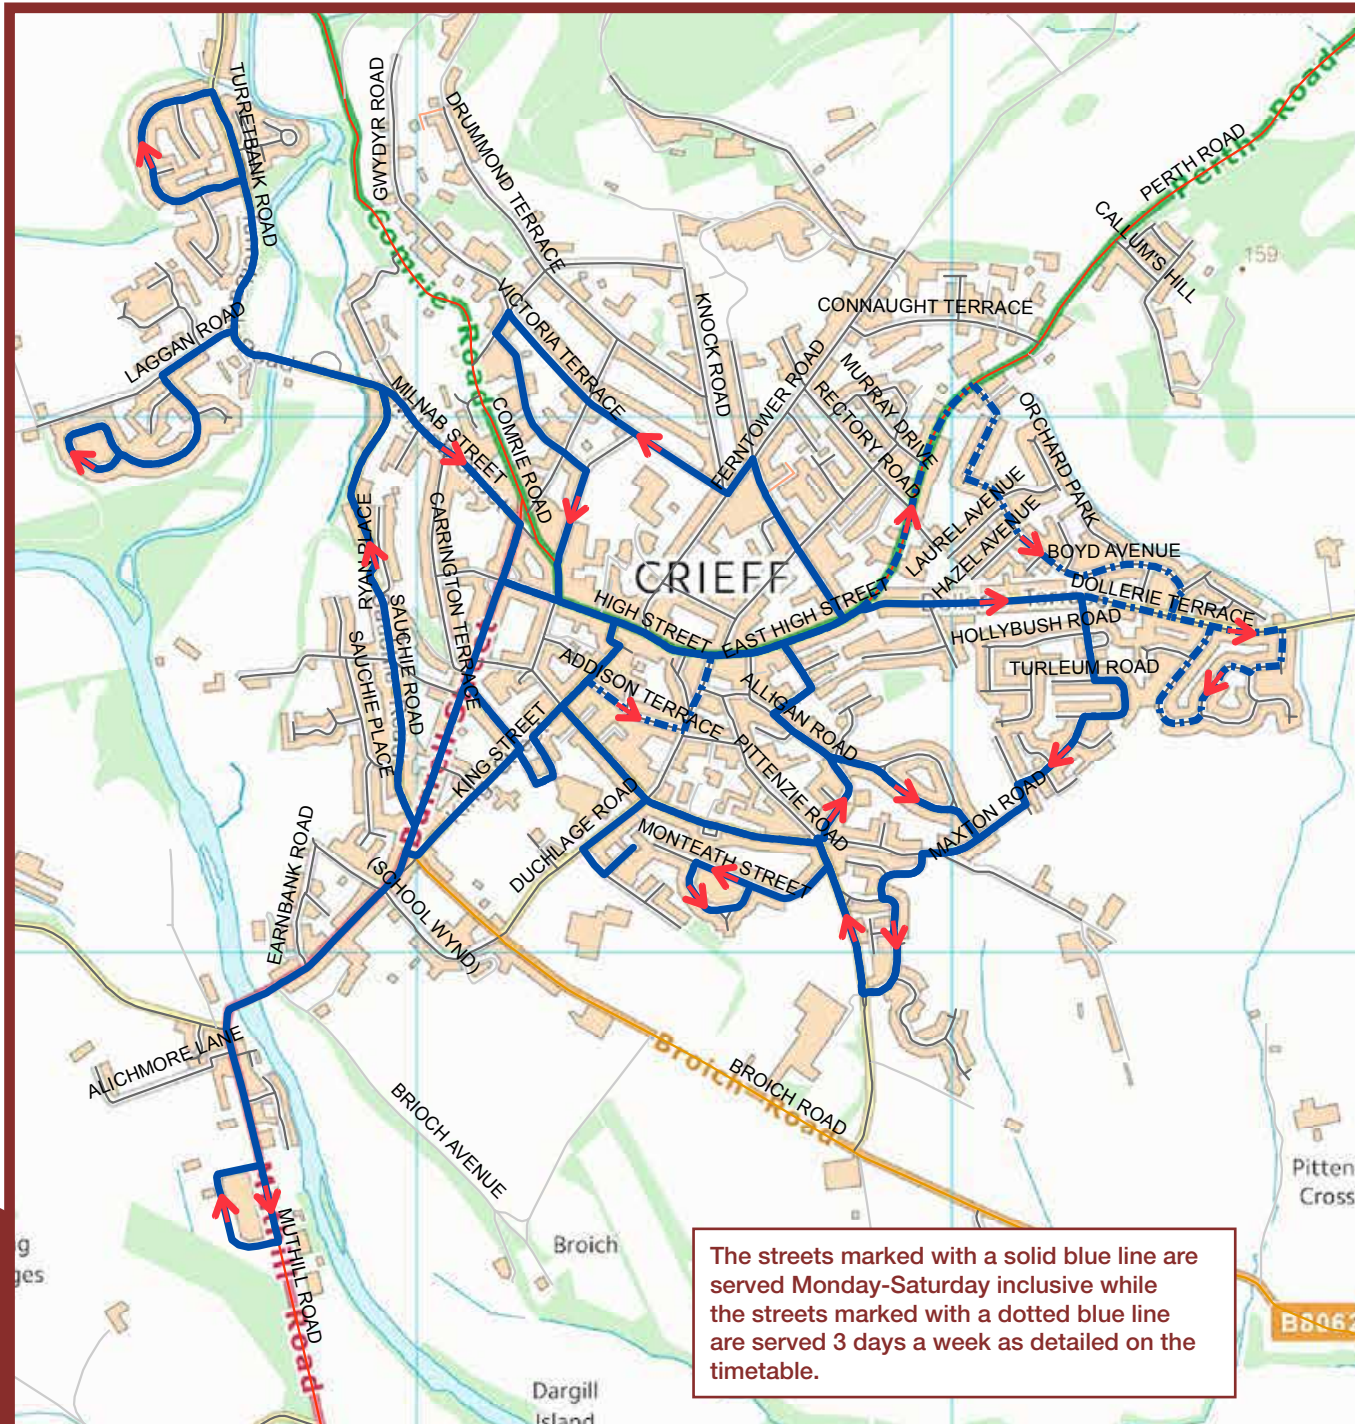 TURRETBANK ROAD
GWYDYR ROAD
DRUMMOND TERRACE
Comrie Road
Perth Road
PERTH ROAD
CALLUM'S HILL
159
LAGGAN ROAD
VICTORIA TERRACE
KNOCK ROAD
CONNAUGHT TERRACE
FERNTOWER ROAD
MURRAY DRIVE
RECTORY ROAD
ORCHARD PARK
MILNAB STREET
COMRIE ROAD
CARRINGTON TERRACE
RYAN PLACE
SAUCHIE ROAD
SAUCHIE PLACE
LAUREL AVENUE
HAZEL AVENUE
BOYD AVENUE
DOLLERIE TERRACE
CRIEFF
HIGH STREET
EAST HIGH STREET
HOLLYBUSH ROAD
TURLEUM ROAD
ADDISON TERRACE
ALLIGAN ROAD
KING STREET
PITTENZIE ROAD
MAXTON ROAD
DUCHLAGE ROAD
MONTEATH STREET
EARNBANK ROAD
(SCHOOL WYND)
ALICHMORE LANE
BRIOCH AVENUE
Broich Road
BROICH ROAD
Muthill Road
MUTHILL ROAD
Pitten
Cross
Broich
Dargill
Island
g
ges
B8062
The streets marked with a solid blue line are
served Monday-Saturday inclusive while
the streets marked with a dotted blue line
are served 3 days a week as detailed on the
timetable.